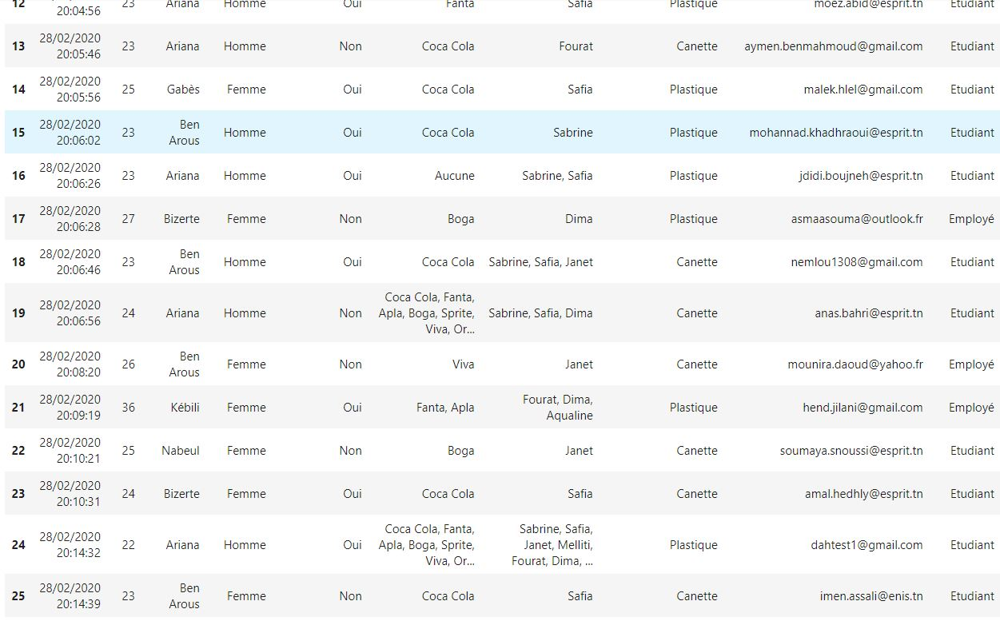 12 23 Ariana Homme Oui Fanta Safia Plastique moez.abid@esprit.tn Etudiant
20:04:56
28/02/2020
13 23 Ariana Homme Non Coca Cola Fourat Canette aymen.benmahmoud@gmail.com Etudiant
20:05:46
28/02/2020
14 25 Gabès Femme Oui Coca Cola Safia Plastique malek.hlel@gmail.com Etudiant
20:05:56
28/02/2020 Ben
15 23 Homme Oui Coca Cola Sabrine Plastique mohannad.khadhraoui@esprit.tn Etudiant
20:06:02 Arous
28/02/2020
16 23 Ariana Homme Oui Aucune Sabrine, Safia Plastique jdidi.boujneh@esprit.tn Etudiant
20:06:26
28/02/2020
17 27 Bizerte Femme Non Boga Dima Plastique asmaasouma@outlook.fr Employé
20:06:28
28/02/2020 Ben
18 23 Homme Oui Coca Cola Sabrine, Safia, Janet Canette nemlou1308@gmail.com Etudiant
20:06:46 Arous
Coca Cola, Fanta,
28/02/2020
19 24 Ariana Homme Non Apla, Boga, Sprite, Sabrine, Safia, Dima Canette anas.bahri@esprit.tn Etudiant
20:06:56
Viva, Or...
28/02/2020 Ben
20 26 Femme Non Viva Janet Canette mounira.daoud@yahoo.fr Employé
20:08:20 Arous
28/02/2020 Fourat, Dima,
21 36 Kébili Femme Oui Fanta, Apla Plastique hend.jilani@gmail.com Employé
20:09:19 Aqualine
28/02/2020
22 25 Nabeul Femme Non Boga Janet Canette soumaya.snoussi@esprit.tn Etudiant
20:10:21
28/02/2020
23 24 Bizerte Femme Oui Coca Cola Safia Canette amal.hedhly@esprit.tn Etudiant
20:10:31
Coca Cola, Fanta, Sabrine, Safia,
28/02/2020
24 22 Ariana Homme Oui Apla, Boga, Sprite, Janet, Melliti, Plastique dahtest1@gmail.com Etudiant
20:14:32
Viva, Or... Fourat, Dima, ...
28/02/2020 Ben
25 23 Femme Non Coca Cola Safia Canette imen.assali@enis.tn Etudiant
20:14:39 Arous